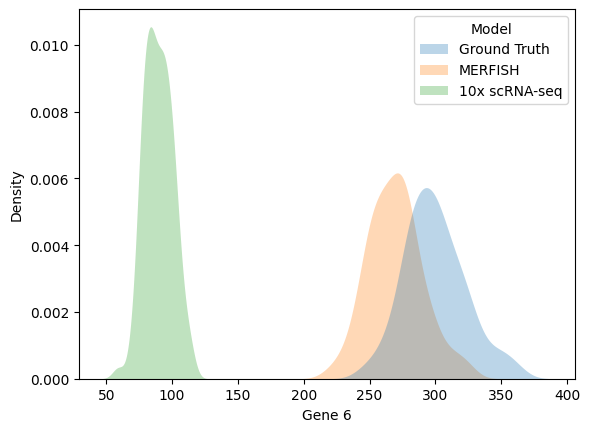 Model
Ground Truth
MERFISH
10x scRNA-seq
Density
0.010
0.008
0.006
0.004
0.002
0.000
50
100
150
200
250
300
350
400
Gene 6